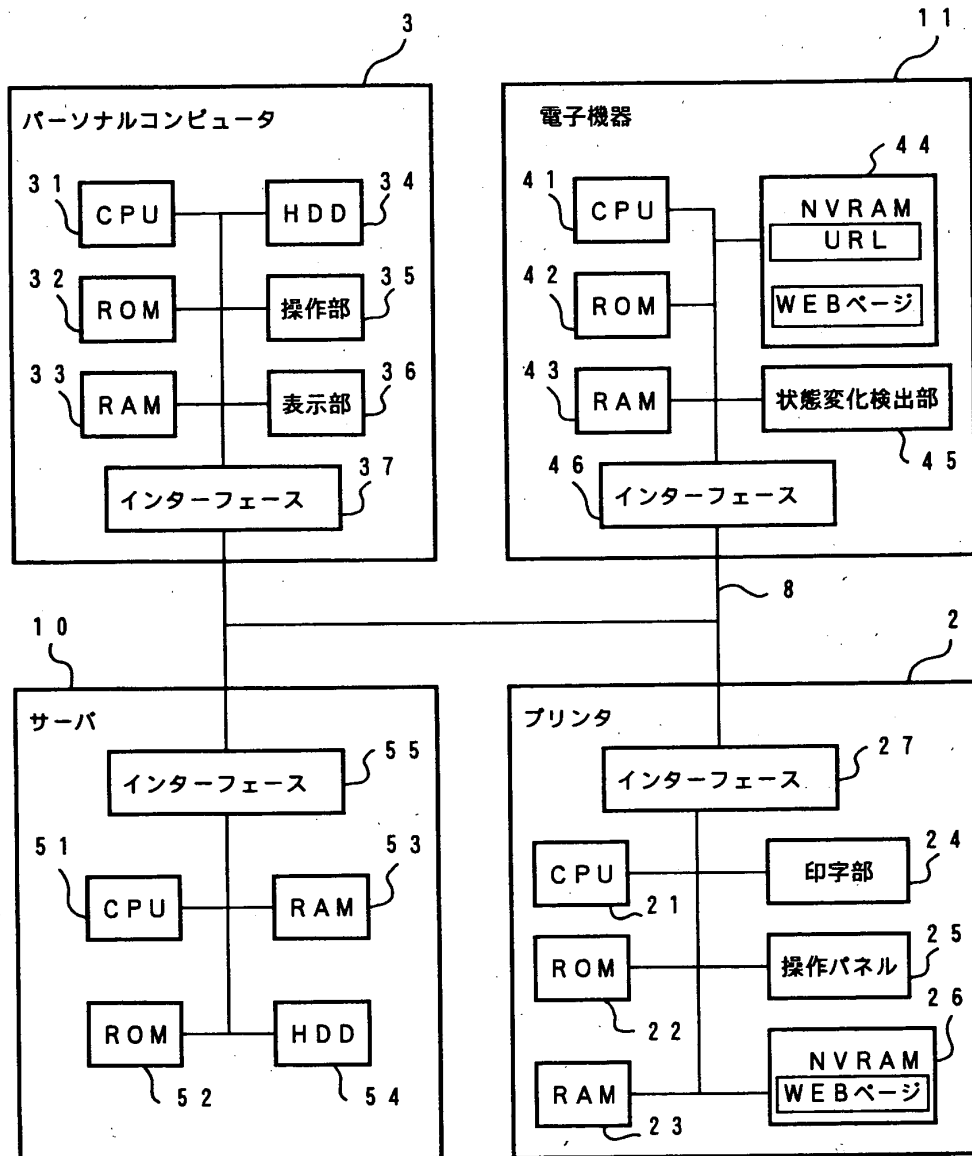 3
パーソナルコンピュータ
31
CPU
34
HDD
32
ROM
35
操作部
33
RAM
36
表示部
37
インターフェース
11
電子機器
41
CPU
44
NVRAM
URL
WEBページ
42
ROM
43
RAM
状態変化検出部
45
46
インターフェース
8
10
サーバ
55
インターフェース
51
CPU
53
RAM
ROM
52
HDD
54
2
プリンタ
27
インターフェース
CPU
21
24
印字部
ROM
22
25
操作パネル
26
NVRAM
WEBページ
RAM
23